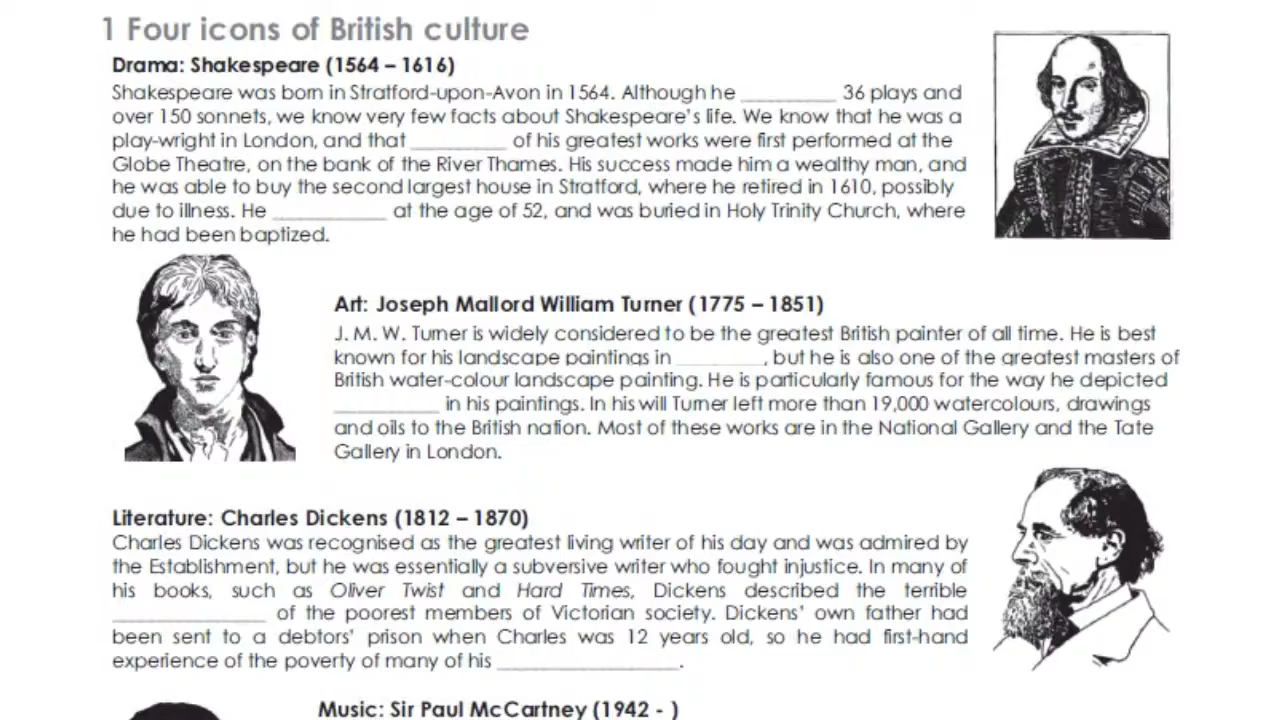 1 Four icons of British culture
Drama: Shakespeare (1564 – 1616)
Shakespeare was born in Stratford-upon-Avon in 1564. Although he _________ 36 plays and
over 150 sonnets, we know very few facts about Shakespeare's life. We know that he was a
play-wright in London, and that _________ of his greatest works were first performed at the
Globe Theatre, on the bank of the River Thames. His success made him a wealthy man, and
he was able to buy the second largest house in Stratford, where he retired in 1610, possibly
due to illness. He ___________ at the age of 52, and was buried in Holy Trinity Church, where
he had been baptized.
Art: Joseph Mallord William Turner (1775 – 1851)
J. M. W. Turner is widely considered to be the greatest British painter of all time. He is best
known for his landscape paintings in _________, but he is also one of the greatest masters of
British water-colour landscape painting. He is particularly famous for the way he depicted
__________ in his paintings. In his will Turner left more than 19,000 watercolours, drawings
and oils to the British nation. Most of these works are in the National Gallery and the Tate
Gallery in London.
Literature: Charles Dickens (1812 – 1870)
Charles Dickens was recognised as the greatest living writer of his day and was admired by
the Establishment, but he was essentially a subversive writer who fought injustice. In many of
his books, such as Oliver Twist and Hard Times, Dickens described the terrible
_______________ of the poorest members of Victorian society. Dickens' own father had
been sent to a debtors' prison when Charles was 12 years old, so he had first-hand
experience of the poverty of many of his __________________.
Music: Sir Paul McCartney (1942 - )